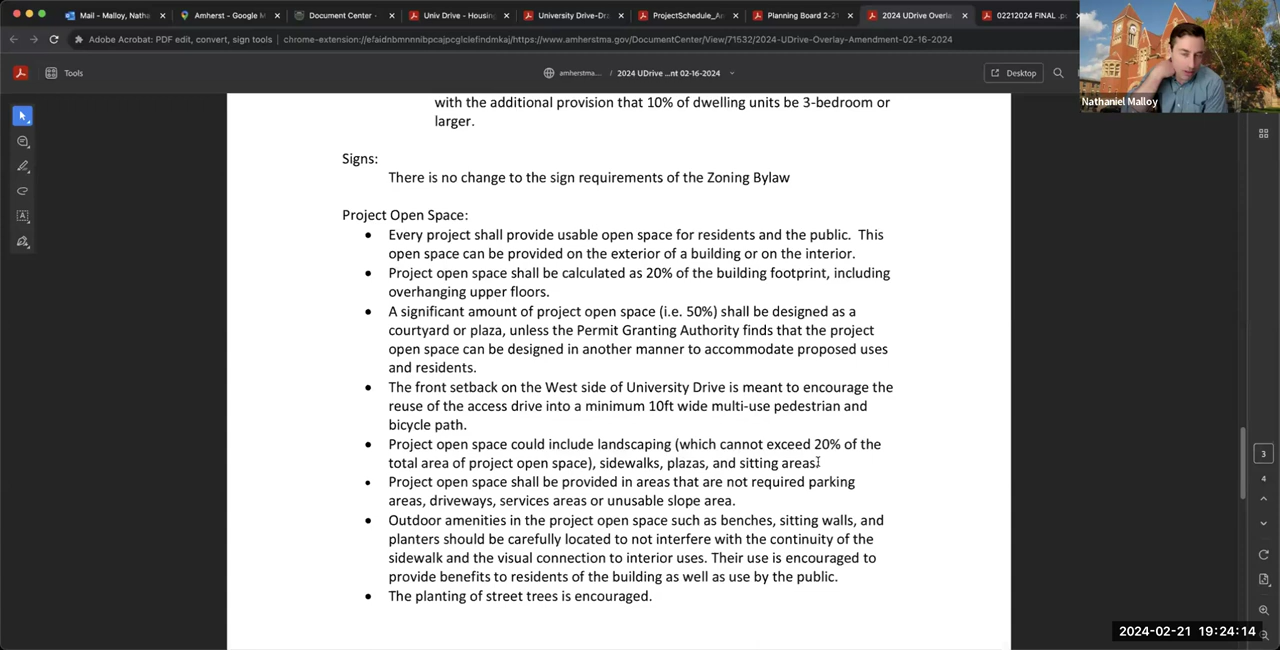 Mail - Malloy, Natha
Amherst - Google M
Document Center -
Univ Drive - Housing
University Drive-Dra
ProjectSchedule_An
Planning Board 2-21
2024 UDrive Overla
02212024 FINAL .p
Adobe Acrobat: PDF edit, convert, sign tools
chrome-extension://efaidnbmnnnibpcajpcglclefindmkaj/https://www.amherstma.gov/DocumentCenter/View/71532/2024-UDrive-Overlay-Amendment-02-16-2024
Tools
amherstma... / 2024 UDrive ...nt 02-16-2024
Desktop
Nathaniel Malloy
with the additional provision that 10% of dwelling units be 3-bedroom or
larger.
Signs:
There is no change to the sign requirements of the Zoning Bylaw
Project Open Space:
• Every project shall provide usable open space for residents and the public. This
open space can be provided on the exterior of a building or on the interior.
• Project open space shall be calculated as 20% of the building footprint, including
overhanging upper floors.
• A significant amount of project open space (i.e. 50%) shall be designed as a
courtyard or plaza, unless the Permit Granting Authority finds that the project
open space can be designed in another manner to accommodate proposed uses
and residents.
• The front setback on the West side of University Drive is meant to encourage the
reuse of the access drive into a minimum 10ft wide multi-use pedestrian and
bicycle path.
• Project open space could include landscaping (which cannot exceed 20% of the
total area of project open space), sidewalks, plazas, and sitting areas.
• Project open space shall be provided in areas that are not required parking
areas, driveways, services areas or unusable slope area.
• Outdoor amenities in the project open space such as benches, sitting walls, and
planters should be carefully located to not interfere with the continuity of the
sidewalk and the visual connection to interior uses. Their use is encouraged to
provide benefits to residents of the building as well as use by the public.
• The planting of street trees is encouraged.
3
4
2024-02-21 19:24:14